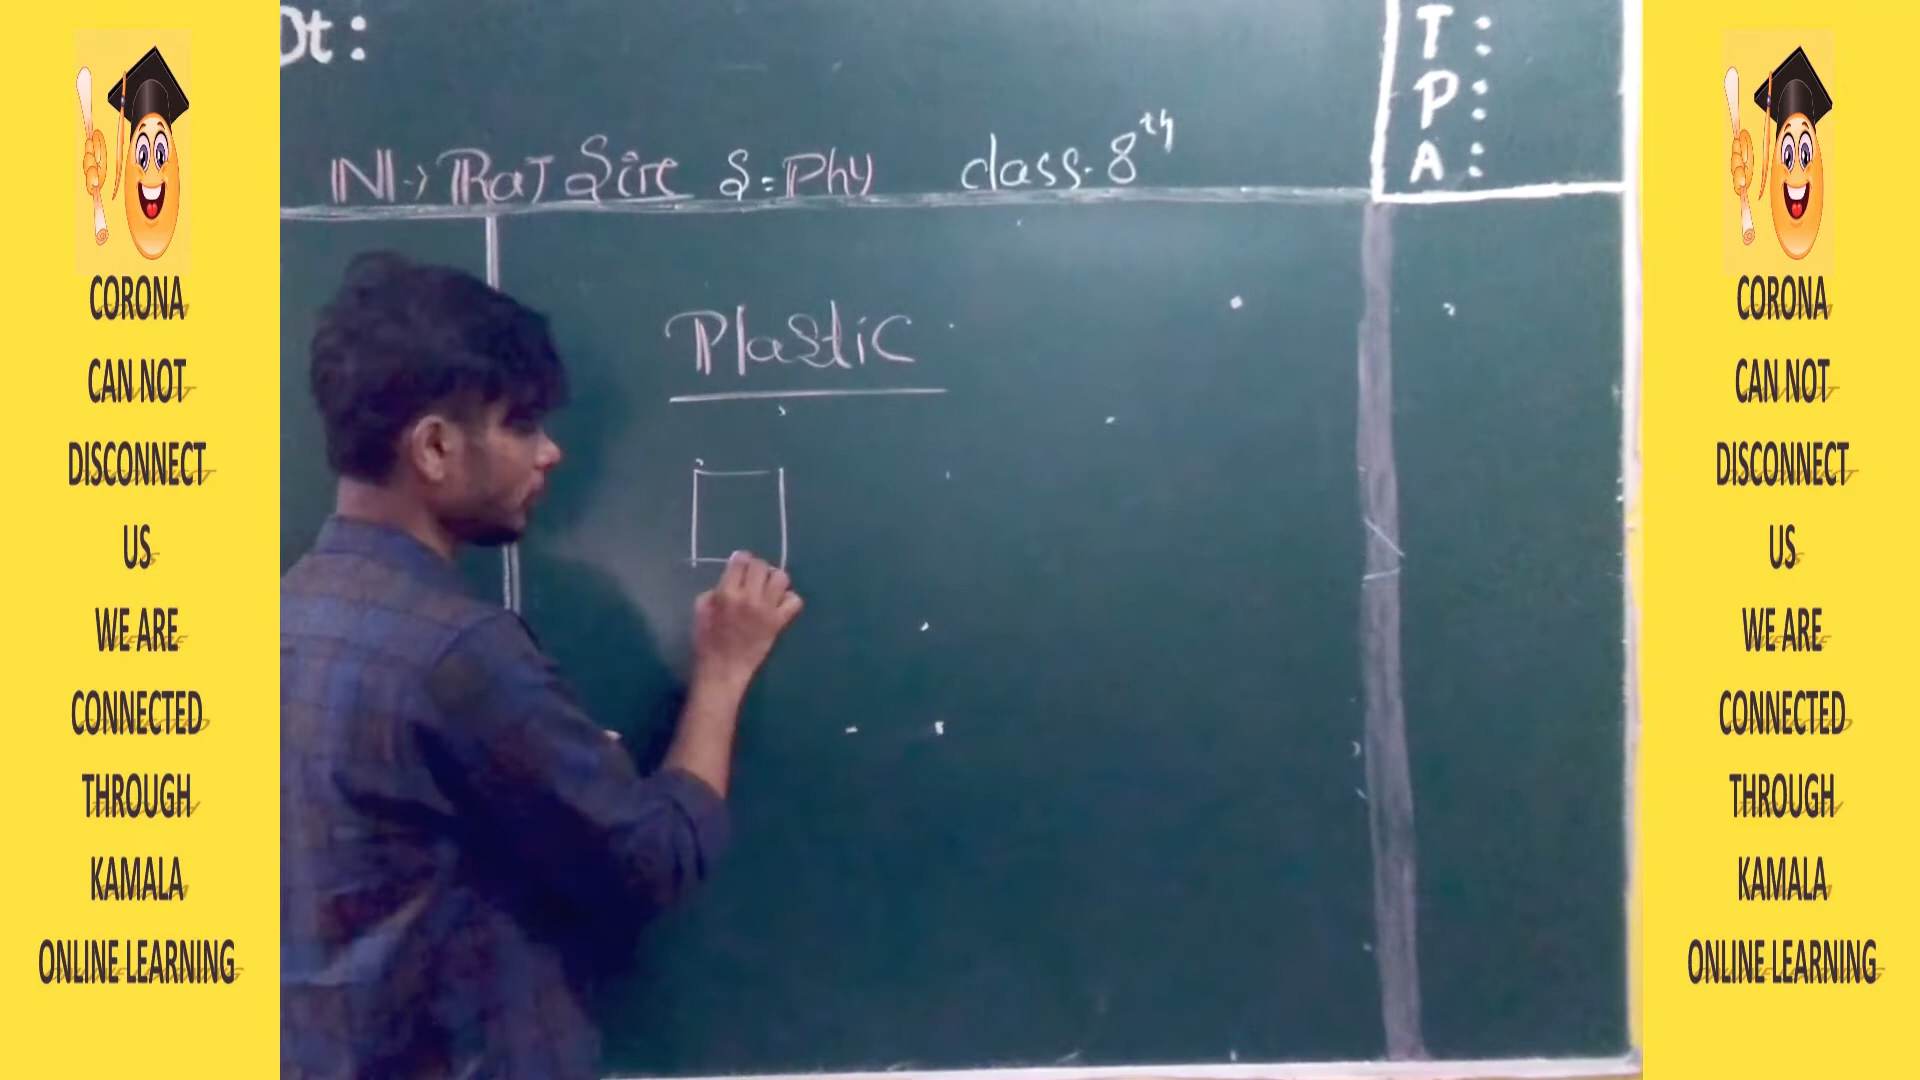 CORONA
CAN NOT
DISCONNECT
US
WE ARE
CONNECTED
THROUGH
KAMALA
ONLINE LEARNING
Dt:
T:
P:
A:
N→ Raj Sir S=Phy class-8th
Plastic
CORONA
CAN NOT
DISCONNECT
US
WE ARE
CONNECTED
THROUGH
KAMALA
ONLINE LEARNING